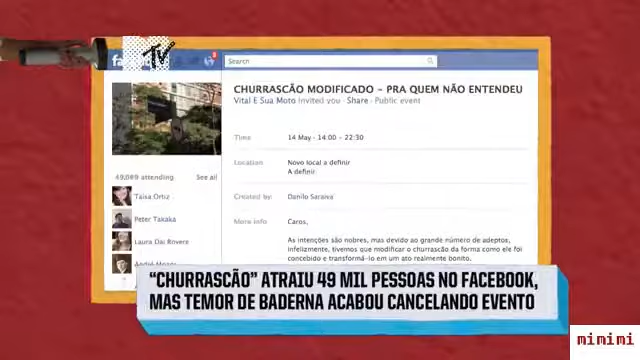 TV
Search
CHURRASCÃO MODIFICADO - PRA QUEM NÃO ENTENDEU
Vital E Sua Moto invited you · Share · Public event
Time
14 May · 14:00 - 22:30
Location
Novo local a definir
A definir
49,089 attending
See all
Created by:
Danilo Saraiva
Taisa Ortiz
Peter Takaka
More info
Caros,
Laura Dai Bovere
As intenções são nobres, mas devido ao grande número de adeptos,
infelizmente, tivemos que modificar o churrascão da forma como ele foi
concebido e transformá-lo em um ato realmente bonito.
"CHURRASCÃO" ATRAIU 49 MIL PESSOAS NO FACEBOOK,
MAS TEMOR DE BADERNA ACABOU CANCELANDO EVENTO
mimimi